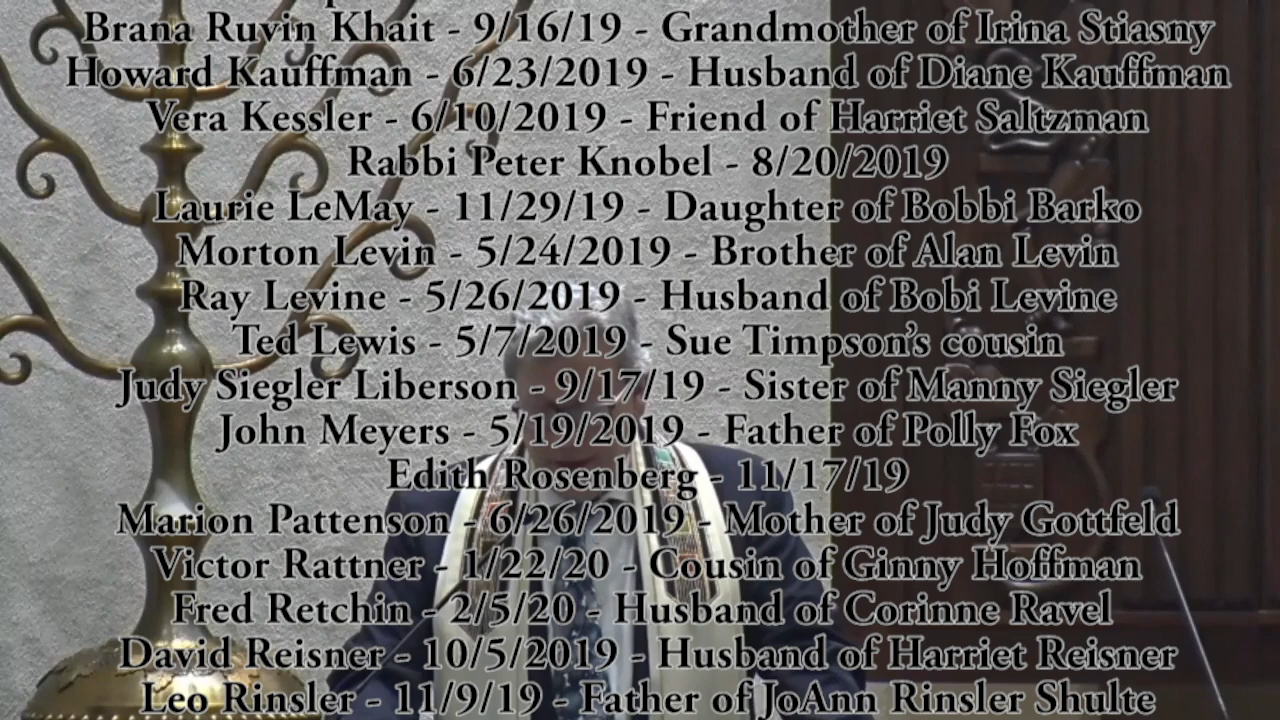 Brana Ruvin Khait - 9/16/19 - Grandmother of Irina Stiasny
Howard Kauffman - 6/23/2019 - Husband of Diane Kauffman
Vera Kessler - 6/10/2019 - Friend of Harriet Saltzman
Rabbi Peter Knobel - 8/20/2019
Laurie LeMay - 11/29/19 - Daughter of Bobbi Barko
Morton Levin - 5/24/2019 - Brother of Alan Levin
Ray Levine - 5/26/2019 - Husband of Bobi Levine
Ted Lewis - 5/7/2019 - Sue Timpson's cousin
Judy Siegler Liberson - 9/17/19 - Sister of Manny Siegler
John Meyers - 5/19/2019 - Father of Polly Fox
Edith Rosenberg - 11/17/19
Marion Pattenson - 6/26/2019 - Mother of Judy Gottfeld
Victor Rattner - 1/22/20 - Cousin of Ginny Hoffman
Fred Retchin - 2/5/20 - Husband of Corinne Ravel
David Reisner - 10/5/2019 - Husband of Harriet Reisner
Leo Rinsler - 11/9/19 - Father of JoAnn Rinsler Shulte